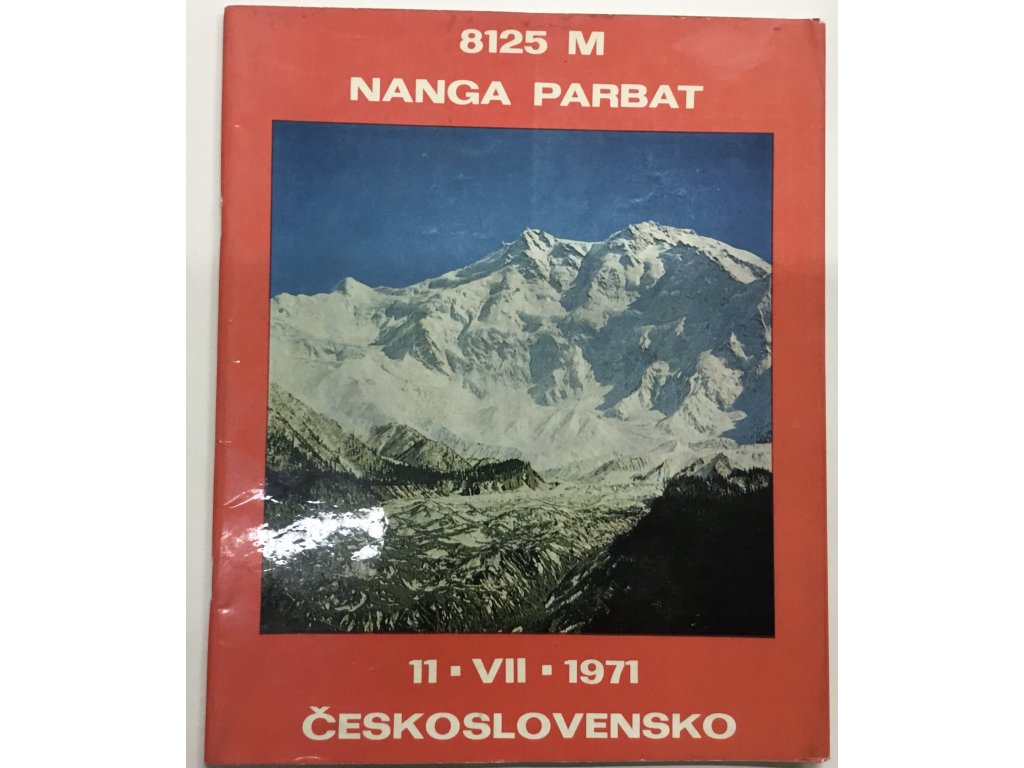 8125 M
NANGA PARBAT
11 ▪ VII ▪ 1971
ČESKOSLOVENSKO